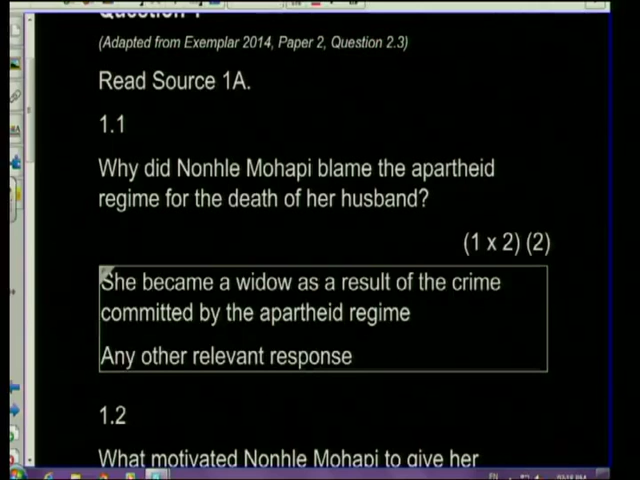 Question 1
(Adapted from Exemplar 2014, Paper 2, Question 2.3)
Read Source 1A.
1.1
Why did Nonhle Mohapi blame the apartheid
regime for the death of her husband?
(1 x 2) (2)
She became a widow as a result of the crime
committed by the apartheid regime
Any other relevant response
1.2
What motivated Nonhle Mohapi to give her